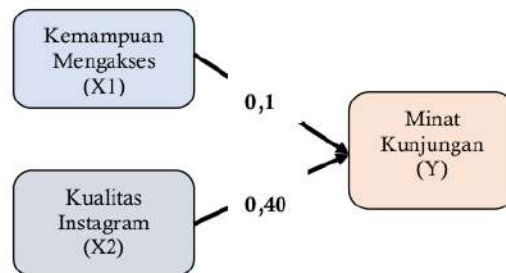 Kemampuan
Mengakses
(X1)
0,1
Minat
Kunjungan
(Y)
Kualitas
Instagram
(X2)
0,40